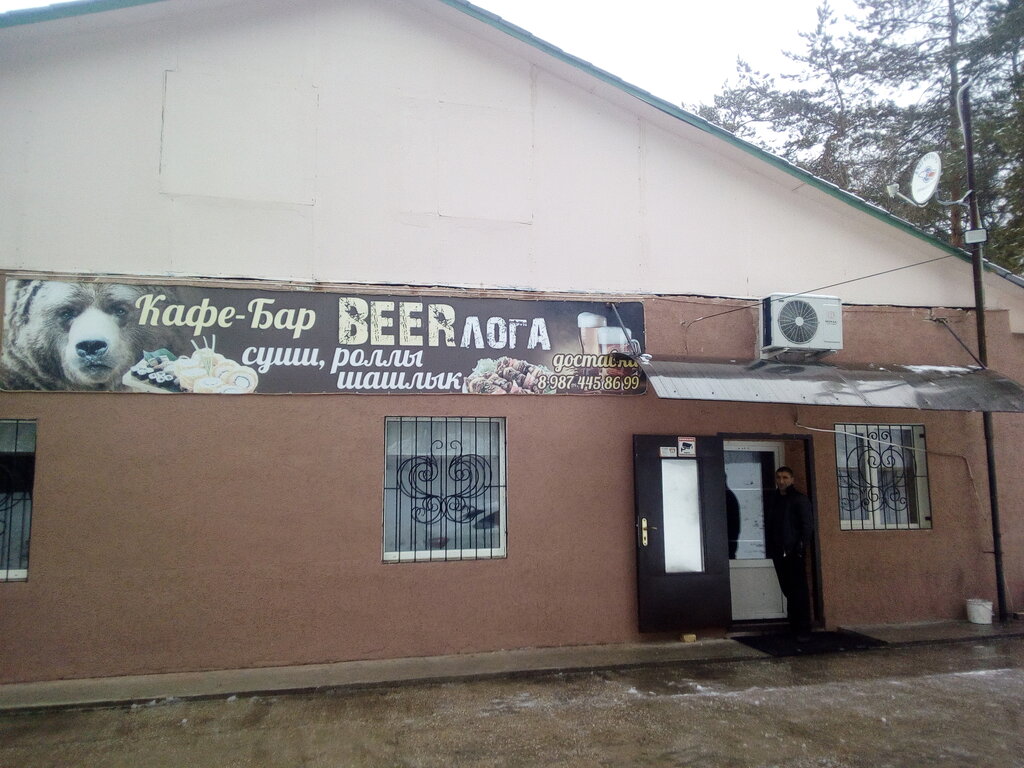 Кафе-Бар BEERлога
суши, роллы
шашлык
доставка
8 987 445 86 99